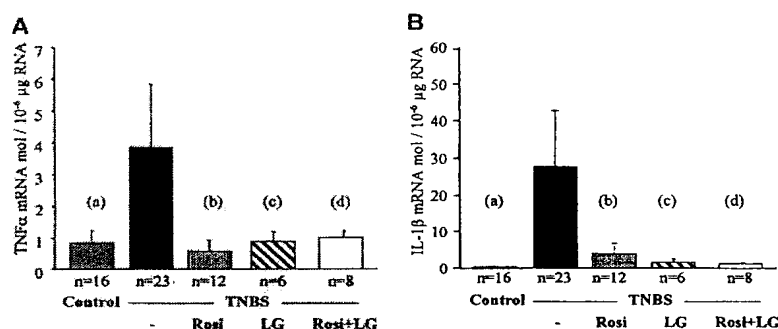 A
B
TNFα mRNA mol / 10⁻⁶ µg RNA
7
6
5
4
3
2
1
0
(a)
(b)
(c)
(d)
n=16
n=23
n=12
n=6
n=8
Control
TNBS
-
Rosi
LG
Rosi+LG
IL-1β mRNA mol / 10⁻⁶ µg RNA
60
50
40
30
20
10
0
(a)
(b)
(c)
(d)
n=16
n=23
n=12
n=6
n=8
Control
TNBS
-
Rosi
LG
Rosi+LG